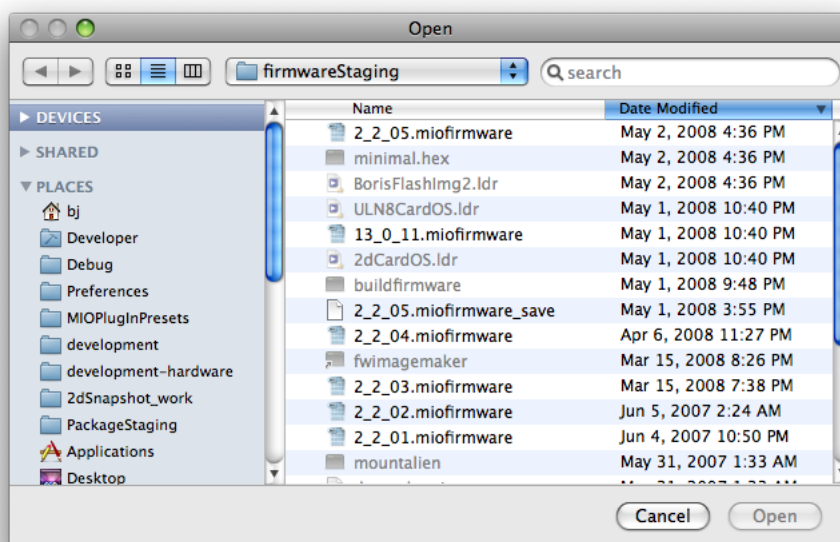 Open
firmwareStaging
search
DEVICES
SHARED
PLACES
bj
Developer
Debug
Preferences
MIOPlugInPresets
development
development-hardware
2dSnapshot_work
PackageStaging
Applications
Desktop
Name Date Modified
2_2_05.miofirmware May 2, 2008 4:36 PM
minimal.hex May 2, 2008 4:36 PM
BorisFlashImg2.ldr May 2, 2008 4:36 PM
ULN8CardOS.ldr May 1, 2008 10:40 PM
13_0_11.miofirmware May 1, 2008 10:40 PM
2dCardOS.ldr May 1, 2008 10:40 PM
buildfirmware May 1, 2008 9:48 PM
2_2_05.miofirmware_save May 1, 2008 3:55 PM
2_2_04.miofirmware Apr 6, 2008 11:27 PM
fwimagemaker Mar 15, 2008 8:26 PM
2_2_03.miofirmware Mar 15, 2008 7:38 PM
2_2_02.miofirmware Jun 5, 2007 2:24 AM
2_2_01.miofirmware Jun 4, 2007 10:50 PM
mountalien May 31, 2007 1:33 AM
Cancel Open